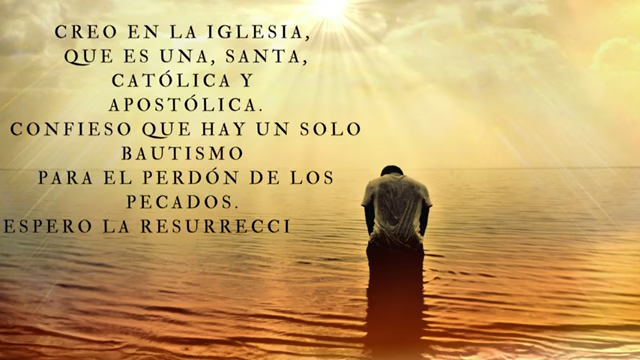 CREO EN LA IGLESIA,
QUE ES UNA, SANTA,
CATÓLICA Y
APOSTÓLICA.
CONFIESO QUE HAY UN SOLO
BAUTISMO
PARA EL PERDÓN DE LOS
PECADOS.
ESPERO LA RESURRECCI